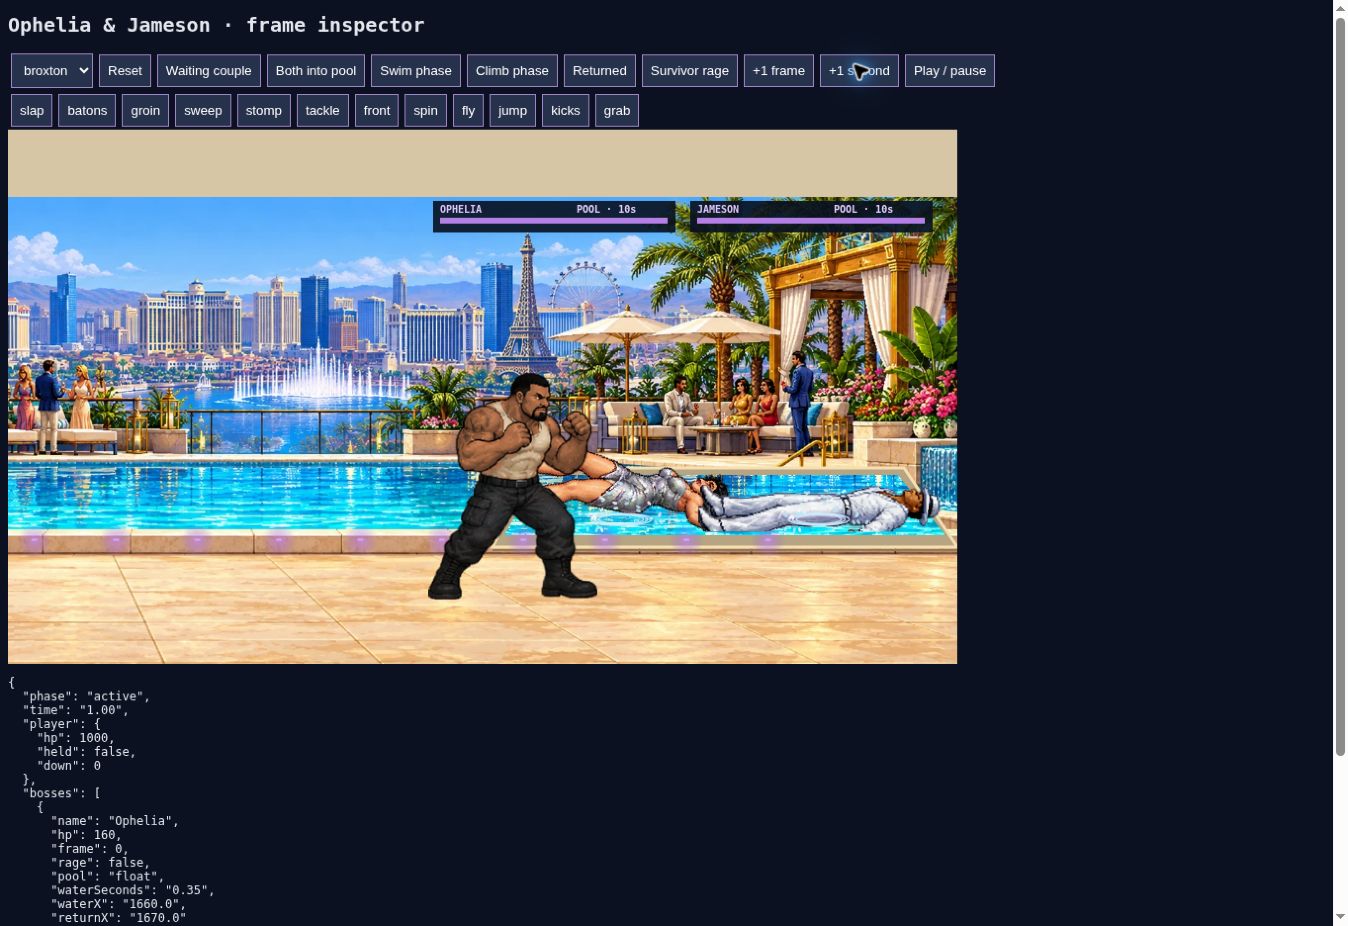 Ophelia & Jameson · frame inspector
broxton Reset Waiting couple Both into pool Swim phase Climb phase Returned Survivor rage +1 frame +1 second Play / pause
slap batons groin sweep stomp tackle front spin fly jump kicks grab
OPHELIA POOL · 10s JAMESON POOL · 10s
{
  "phase": "active",
  "time": "1.00",
  "player": {
    "hp": 1000,
    "held": false,
    "down": 0
  },
  "bosses": [
    {
      "name": "Ophelia",
      "hp": 160,
      "frame": 0,
      "rage": false,
      "pool": "float",
      "waterSeconds": "0.35",
      "waterX": "1660.0",
      "returnX": "1670.0"